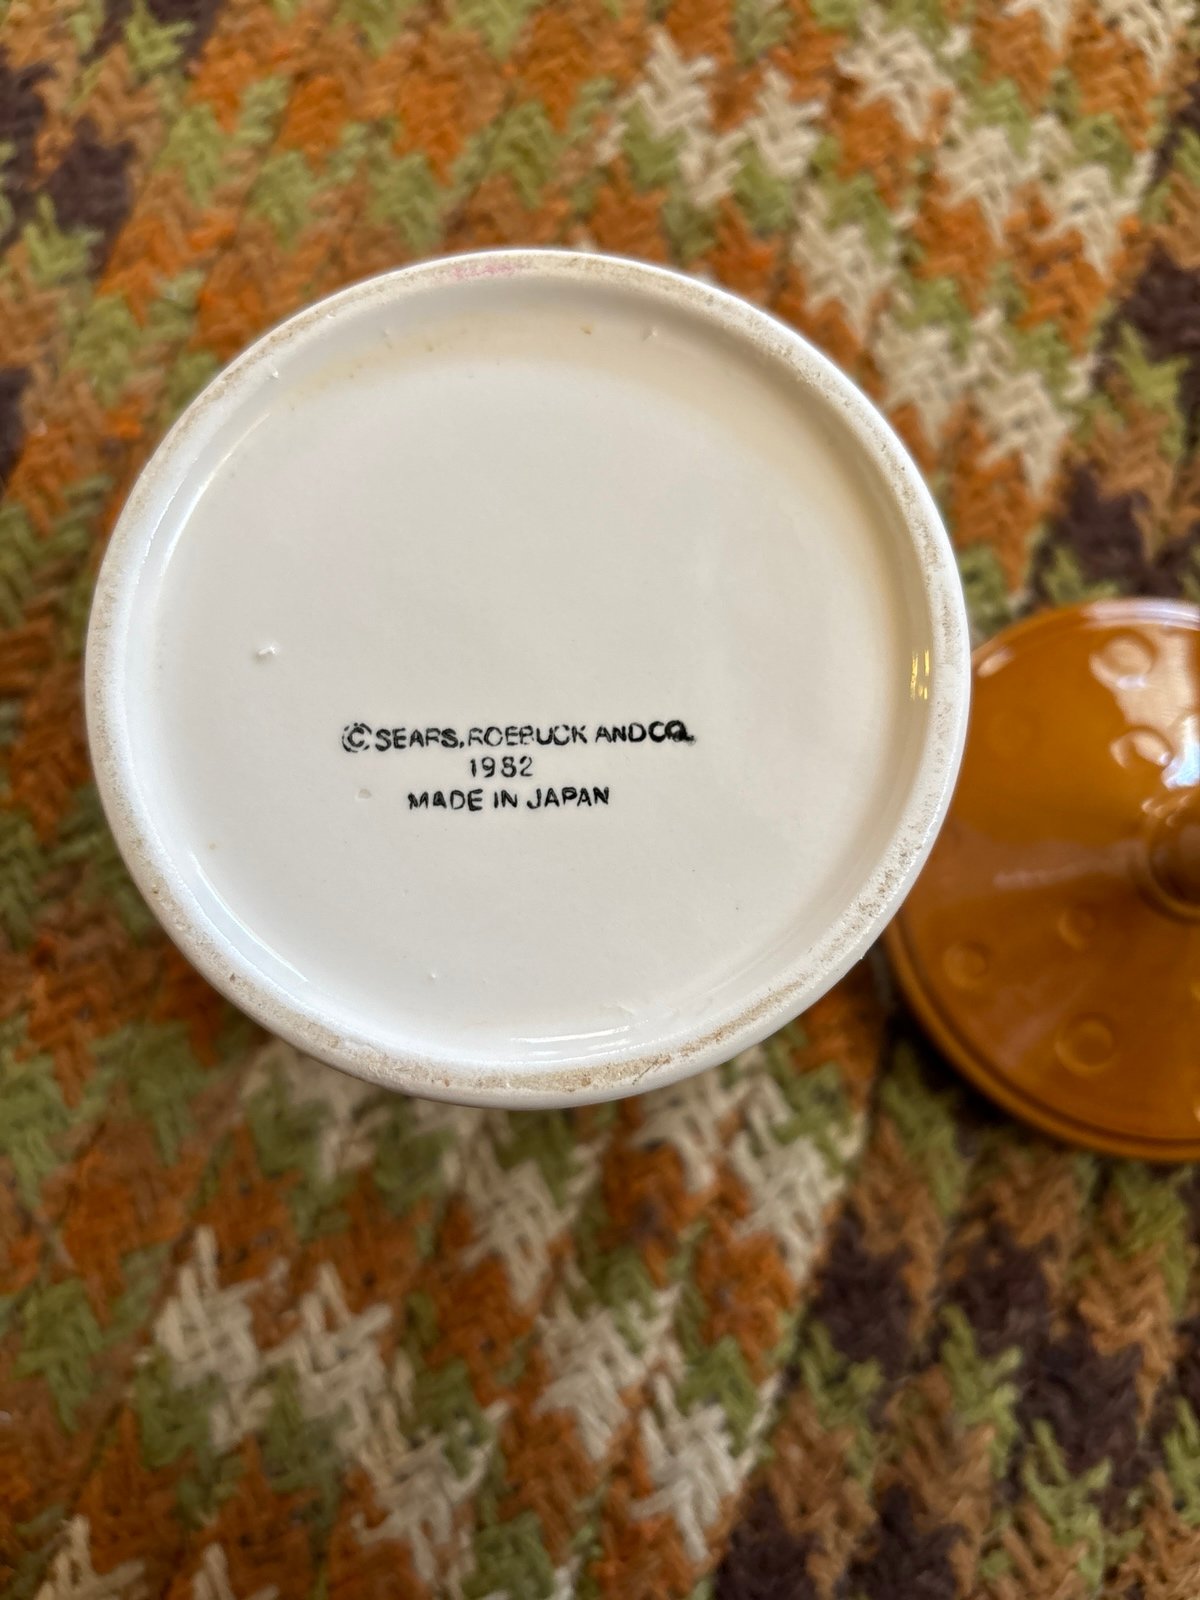 ©SEARS, ROEBUCK AND CO.
1982
MADE IN JAPAN